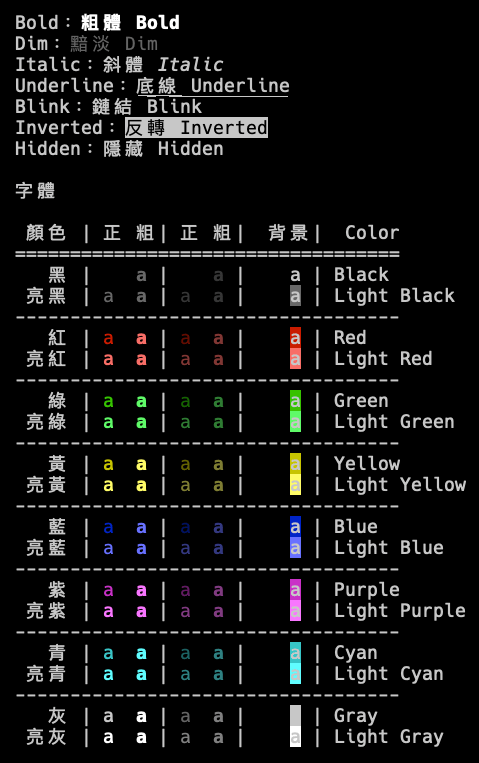 Bold：粗體 Bold
Dim：黯淡 Dim
Italic：斜體 Italic
Underline：底線 Underline
Blink：鏈結 Blink
Inverted：反轉 Inverted
Hidden：隱藏 Hidden
字體
顏色 | 正 粗 | 正 粗 | 背景 | Color
===================================
黑 | a | a | a | Black
亮黑 | a a | a a | a | Light Black
-----------------------------------
紅 | a a | a a | a | Red
亮紅 | a a | a a | a | Light Red
-----------------------------------
綠 | a a | a a | a | Green
亮綠 | a a | a a | a | Light Green
-----------------------------------
黃 | a a | a a | a | Yellow
亮黃 | a a | a a | a | Light Yellow
-----------------------------------
藍 | a a | a a | a | Blue
亮藍 | a a | a a | a | Light Blue
-----------------------------------
紫 | a a | a a | a | Purple
亮紫 | a a | a a | a | Light Purple
-----------------------------------
青 | a a | a a | a | Cyan
亮青 | a a | a a | a | Light Cyan
-----------------------------------
灰 | a a | a a | | Gray
亮灰 | a a | a a | a | Light Gray